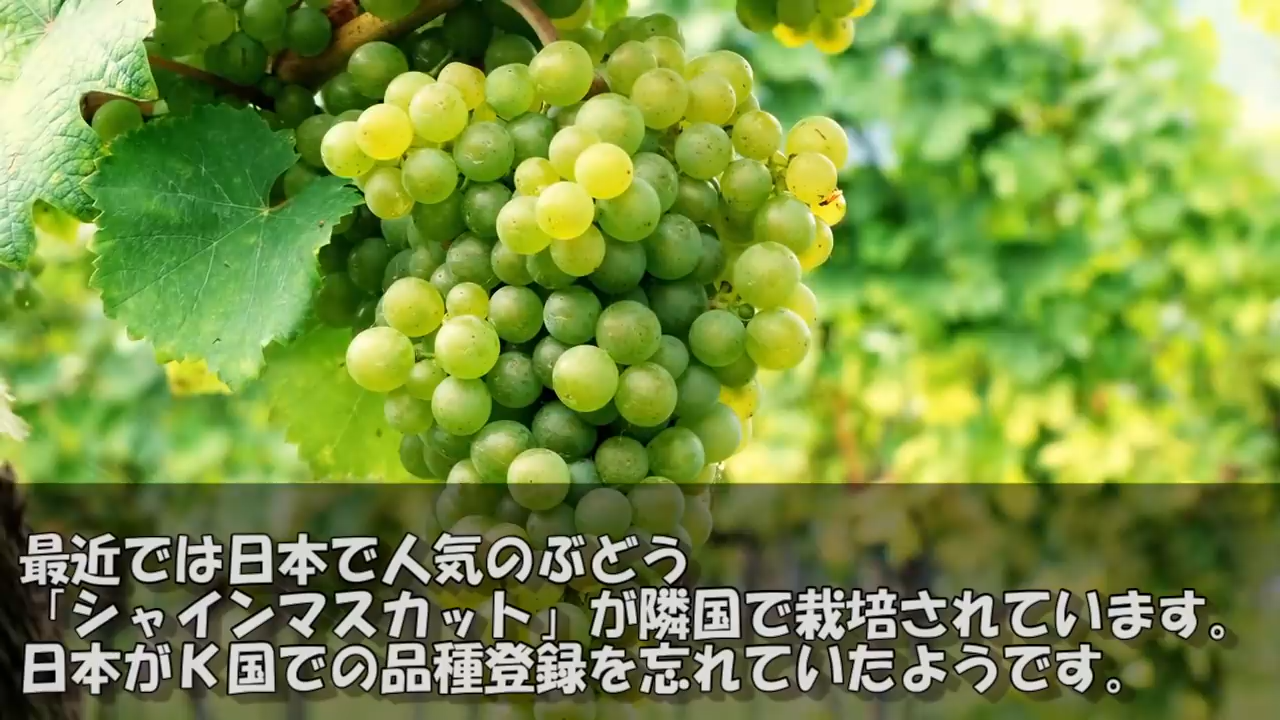 最近では日本で人気のぶどう
「シャインマスカット」が隣国で栽培されています。
日本がＫ国での品種登録を忘れていたようです。